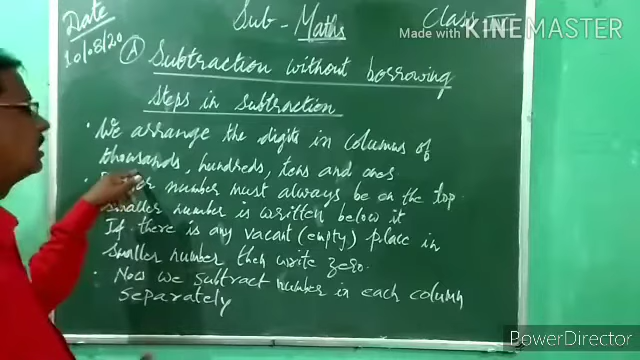 Date
10/08/20
Sub - Maths
Class
Made with KINEMASTER
(A) Subtraction without borrowing
Steps in subtraction
• We arrange the digits in columns of
thousands, hundreds, tens and ones
• number must always be on the top.
smaller number is written below it
If there is any vacant (empty) place in
smaller number then write zero.
• Now we subtract number in each column
separately
PowerDirector